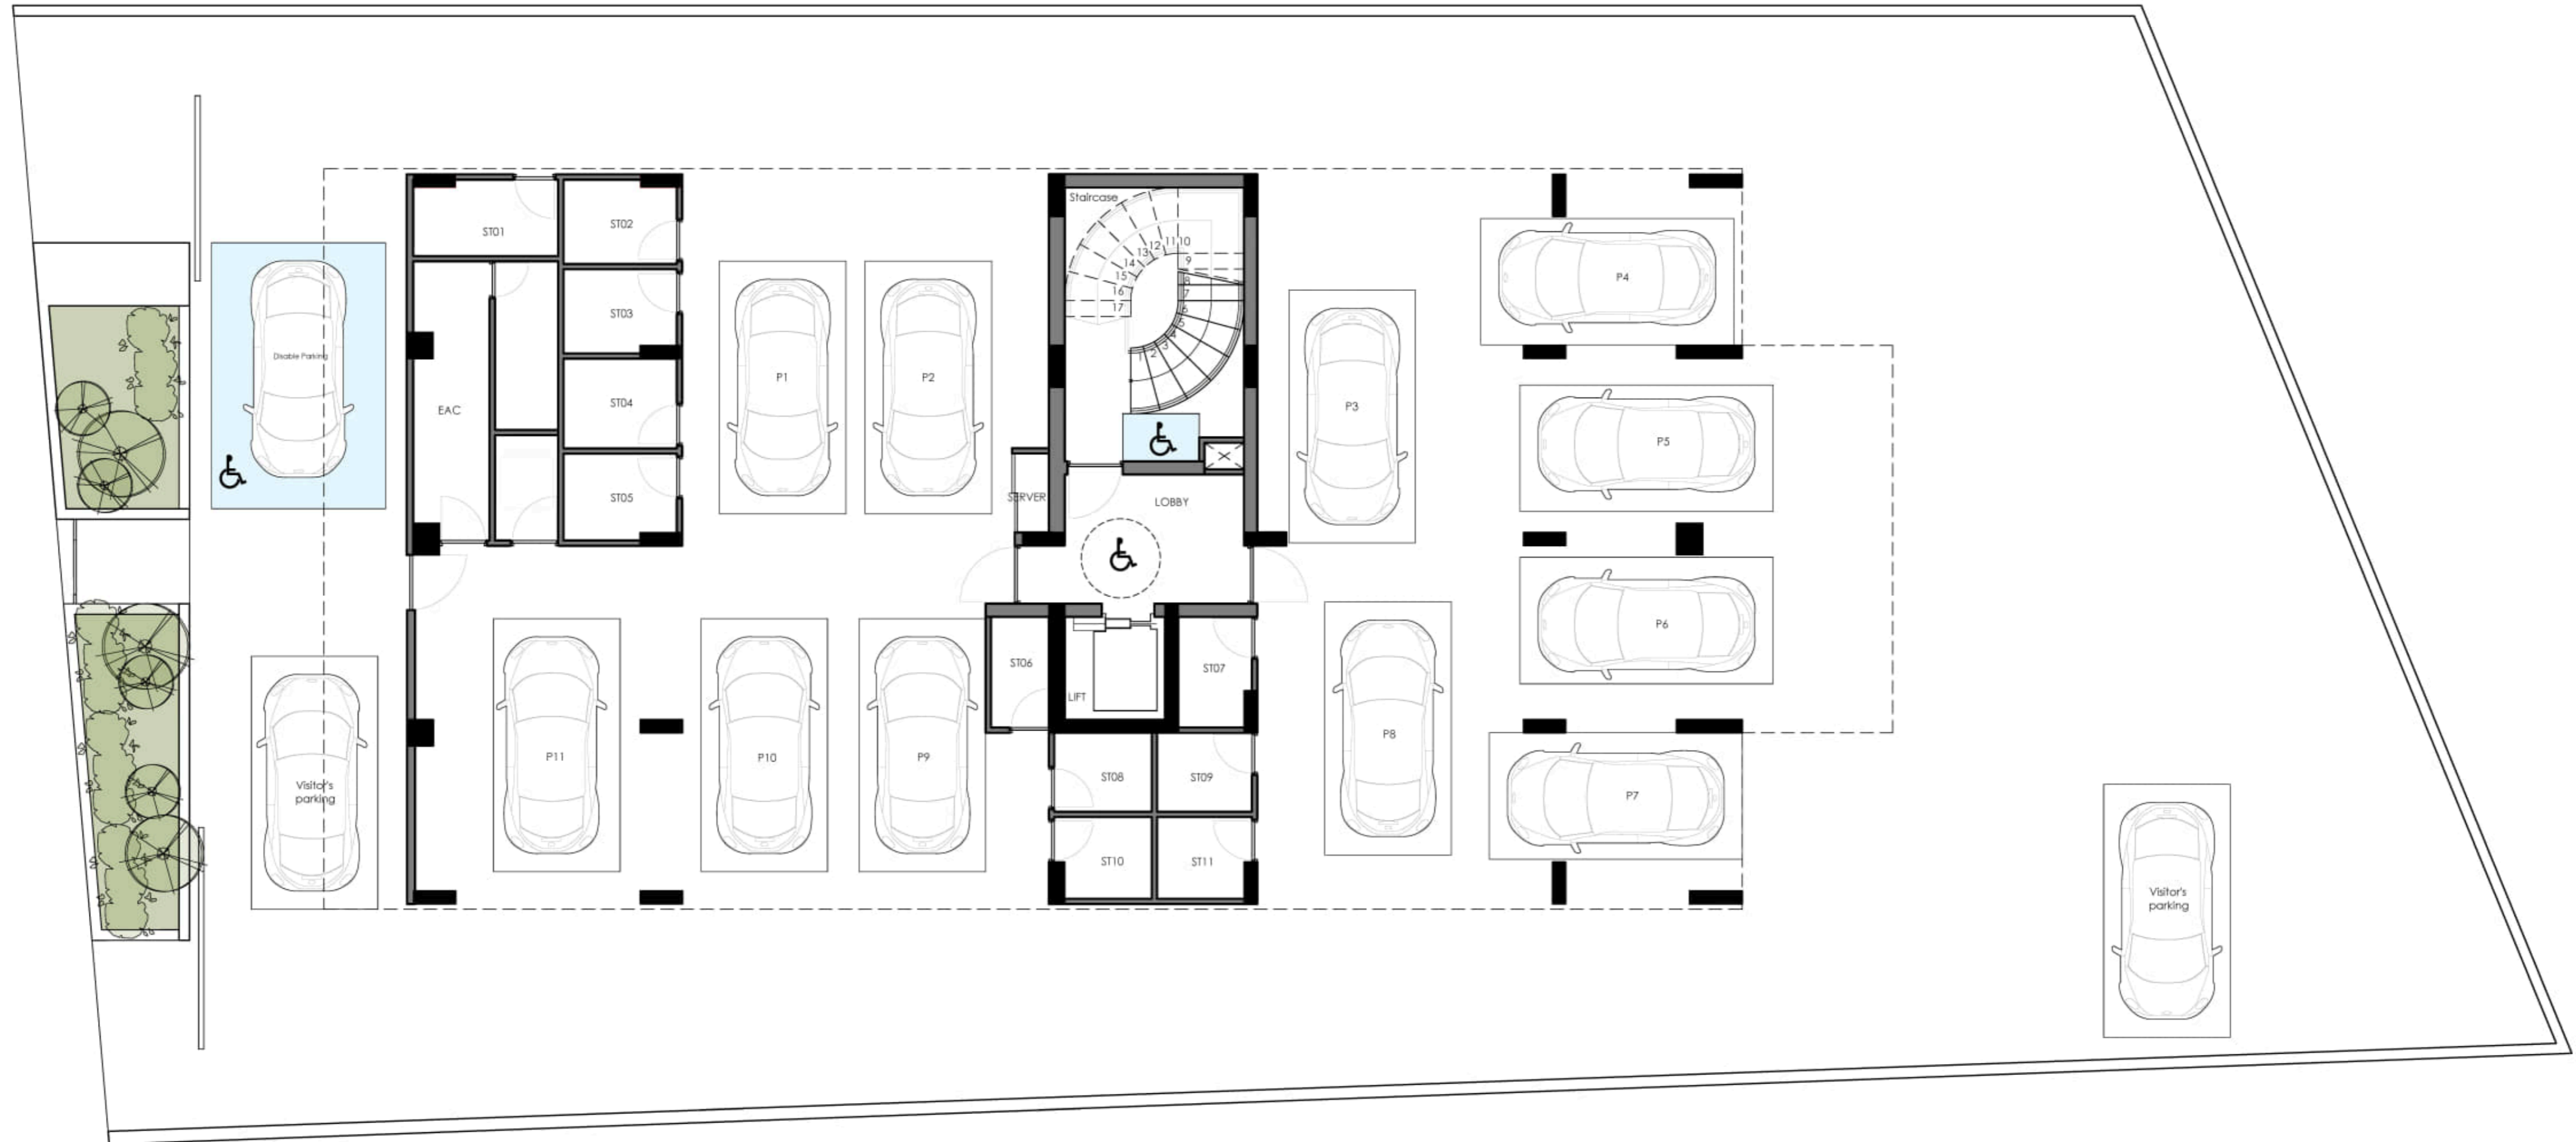 Staircase
1
2
3
4
5
6
7
8
9
10
11
12
13
14
15
16
17
ST01
ST02
ST03
ST04
ST05
EAC
Disable Parking
P1
P2
P3
P4
P5
P6
SERVER
LOBBY
ST06
LIFT
ST07
P11
P10
P9
P8
P7
Visitor's
parking
ST08
ST09
ST10
ST11
Visitor's
parking